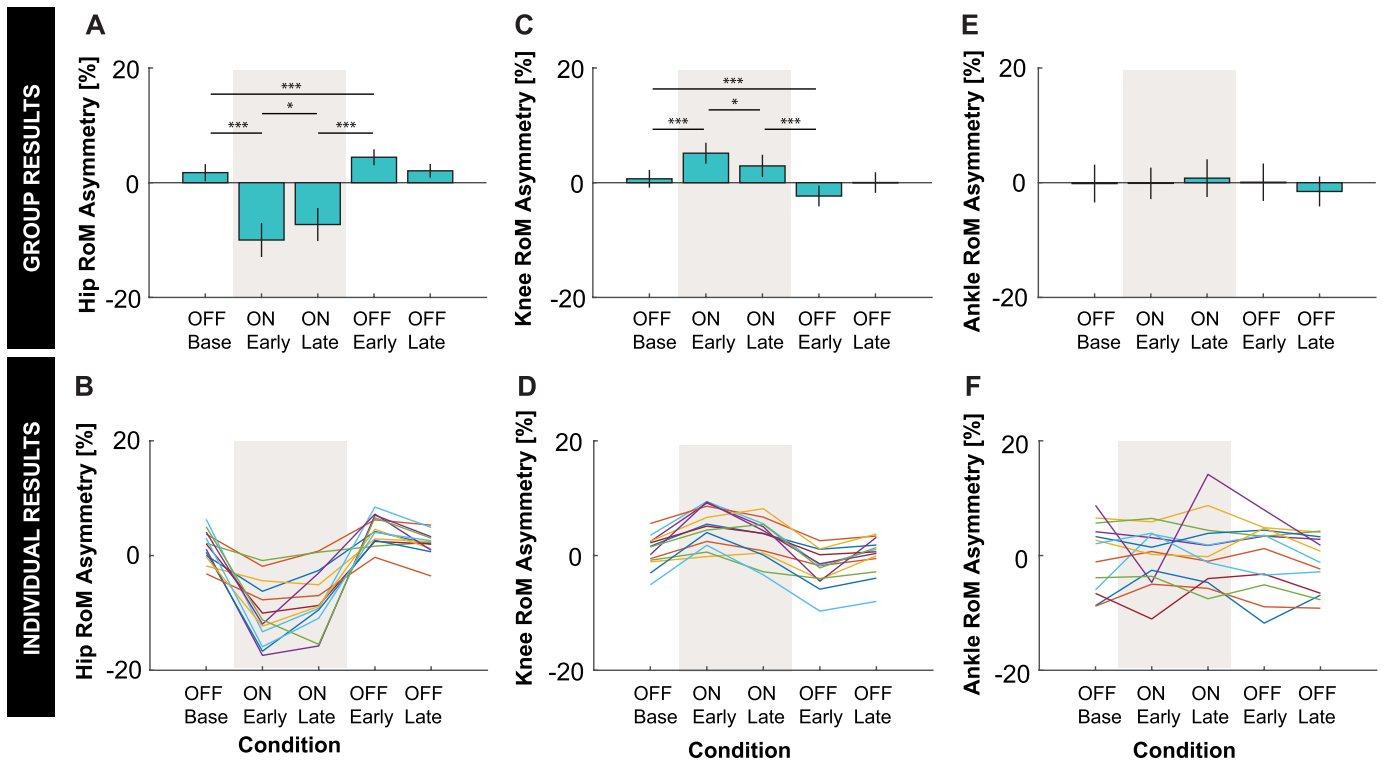 GROUP RESULTS
A
Hip RoM Asymmetry [%]
20
0
-20
***
*
***
***
OFF Base
ON Early
ON Late
OFF Early
OFF Late
C
Knee RoM Asymmetry [%]
20
0
-20
***
*
***
***
OFF Base
ON Early
ON Late
OFF Early
OFF Late
E
Ankle RoM Asymmetry [%]
20
0
-20
OFF Base
ON Early
ON Late
OFF Early
OFF Late
INDIVIDUAL RESULTS
B
Hip RoM Asymmetry [%]
20
0
-20
OFF Base
ON Early
ON Late
OFF Early
OFF Late
Condition
D
Knee RoM Asymmetry [%]
20
0
-20
OFF Base
ON Early
ON Late
OFF Early
OFF Late
Condition
F
Ankle RoM Asymmetry [%]
20
0
-20
OFF Base
ON Early
ON Late
OFF Early
OFF Late
Condition